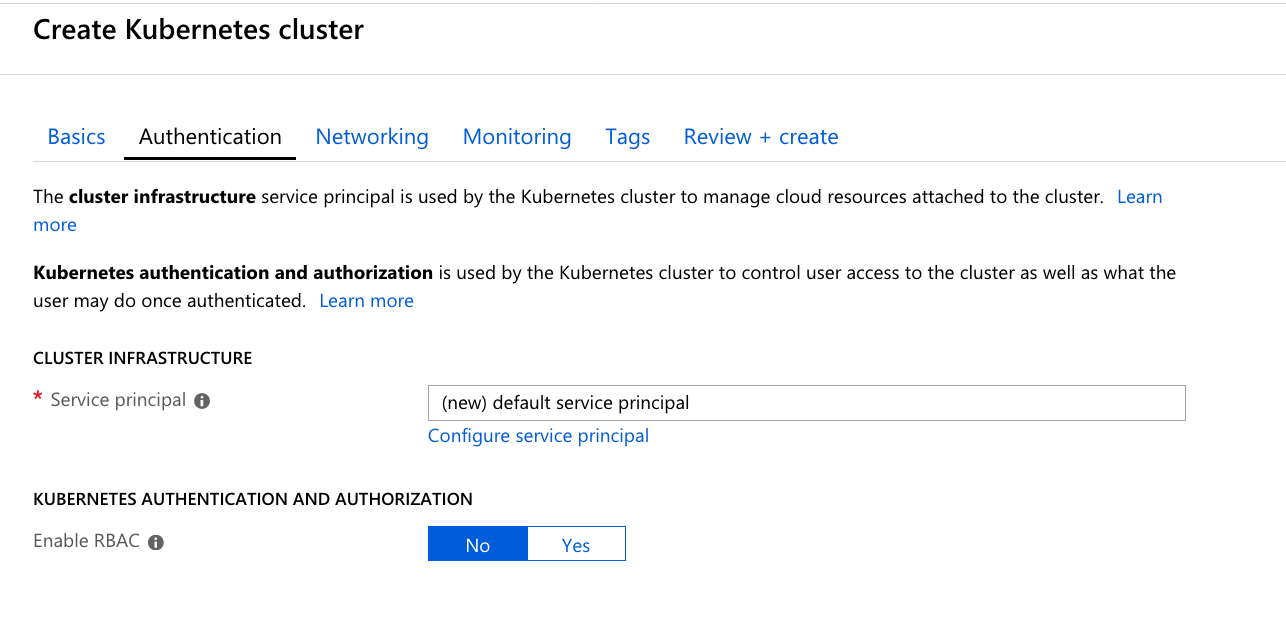 Create Kubernetes cluster
Basics Authentication Networking Monitoring Tags Review + create
The cluster infrastructure service principal is used by the Kubernetes cluster to manage cloud resources attached to the cluster. Learn
more
Kubernetes authentication and authorization is used by the Kubernetes cluster to control user access to the cluster as well as what the
user may do once authenticated. Learn more
CLUSTER INFRASTRUCTURE
* Service principal
(new) default service principal
Configure service principal
KUBERNETES AUTHENTICATION AND AUTHORIZATION
Enable RBAC
No Yes